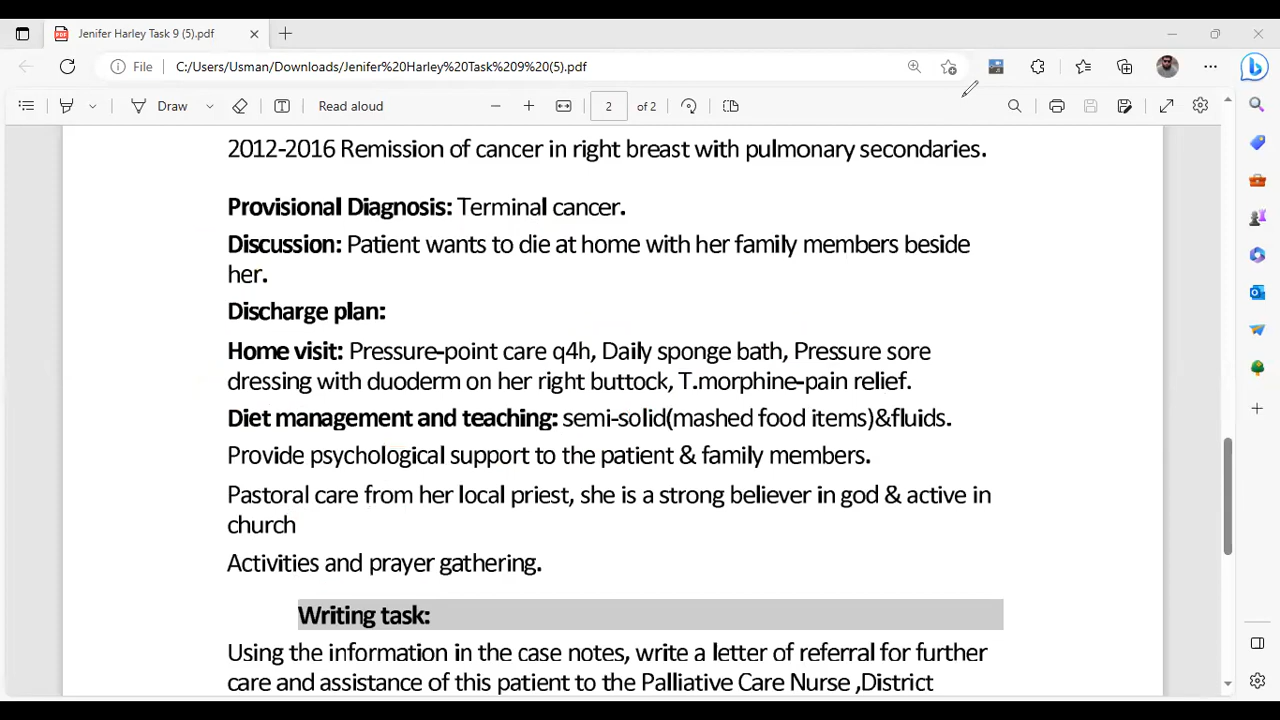 Jenifer Harley Task 9 (5).pdf
File C:/Users/Usman/Downloads/Jenifer%20Harley%20Task%209%20(5).pdf
Draw Read aloud 2 of 2
2012-2016 Remission of cancer in right breast with pulmonary secondaries.
Provisional Diagnosis: Terminal cancer.
Discussion: Patient wants to die at home with her family members beside
her.
Discharge plan:
Home visit: Pressure-point care q4h, Daily sponge bath, Pressure sore
dressing with duoderm on her right buttock, T.morphine-pain relief.
Diet management and teaching: semi-solid(mashed food items)&fluids.
Provide psychological support to the patient & family members.
Pastoral care from her local priest, she is a strong believer in god & active in
church
Activities and prayer gathering.
Writing task:
Using the information in the case notes, write a letter of referral for further
care and assistance of this patient to the Palliative Care Nurse ,District